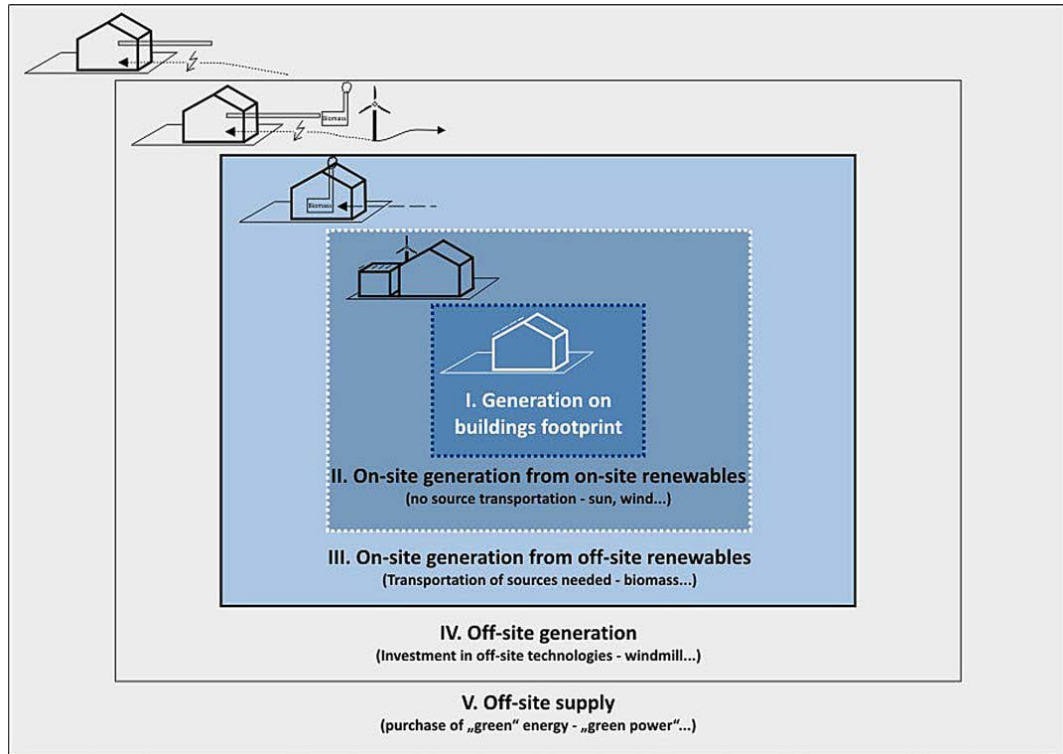 Biomass
Biomass
I. Generation on
buildings footprint
II. On-site generation from on-site renewables
(no source transportation - sun, wind...)
III. On-site generation from off-site renewables
(Transportation of sources needed - biomass...)
IV. Off-site generation
(Investment in off-site technologies - windmill...)
V. Off-site supply
(purchase of „green“ energy - „green power“...)